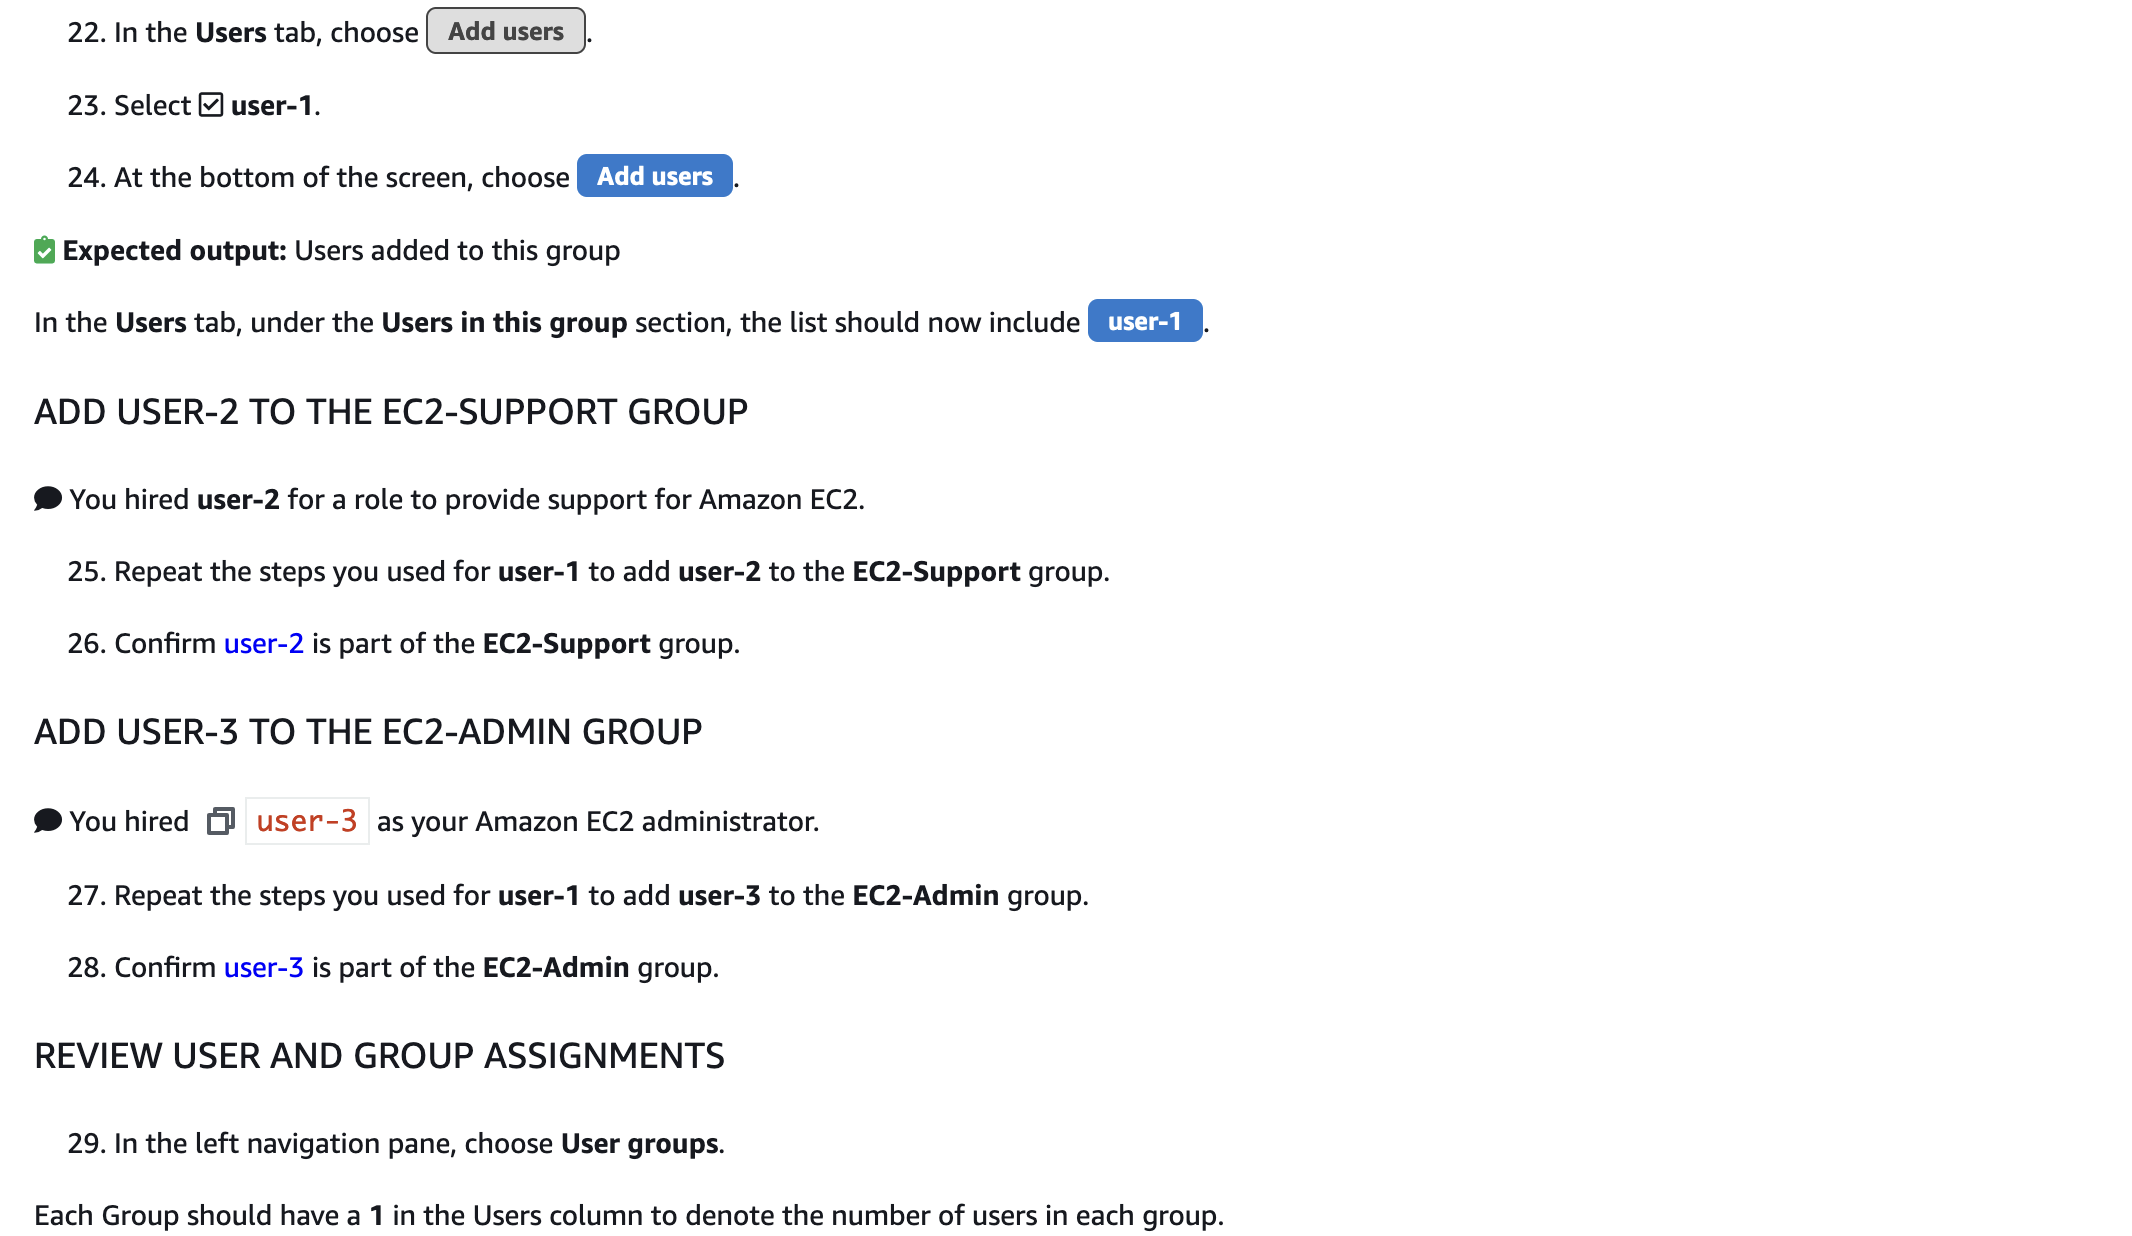 22. In the Users tab, choose Add users.
23. Select user-1.
24. At the bottom of the screen, choose Add users.
Expected output: Users added to this group
In the Users tab, under the Users in this group section, the list should now include user-1.
ADD USER-2 TO THE EC2-SUPPORT GROUP
You hired user-2 for a role to provide support for Amazon EC2.
25. Repeat the steps you used for user-1 to add user-2 to the EC2-Support group.
26. Confirm user-2 is part of the EC2-Support group.
ADD USER-3 TO THE EC2-ADMIN GROUP
You hired user-3 as your Amazon EC2 administrator.
27. Repeat the steps you used for user-1 to add user-3 to the EC2-Admin group.
28. Confirm user-3 is part of the EC2-Admin group.
REVIEW USER AND GROUP ASSIGNMENTS
29. In the left navigation pane, choose User groups.
Each Group should have a 1 in the Users column to denote the number of users in each group.